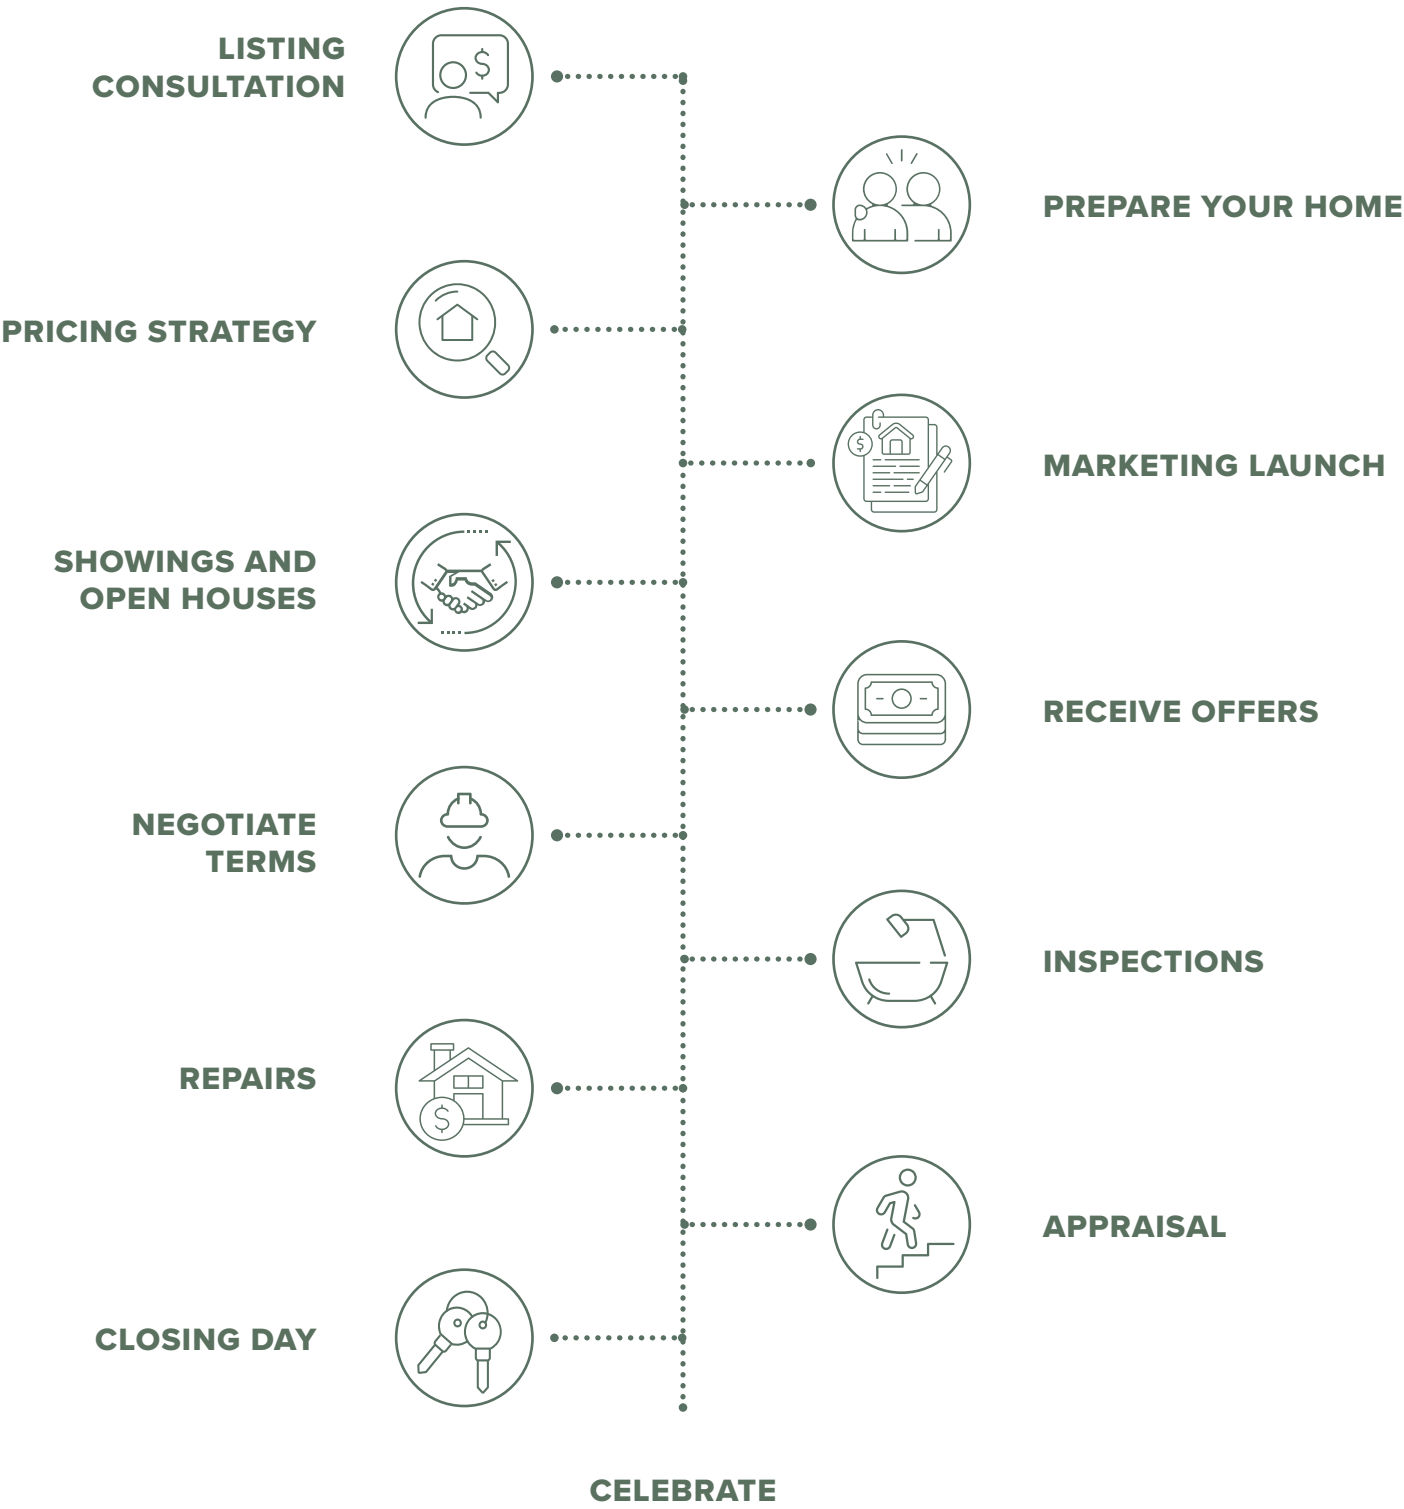 LISTING
CONSULTATION
PREPARE YOUR HOME
PRICING STRATEGY
MARKETING LAUNCH
SHOWINGS AND
OPEN HOUSES
RECEIVE OFFERS
NEGOTIATE
TERMS
INSPECTIONS
REPAIRS
APPRAISAL
CLOSING DAY
CELEBRATE